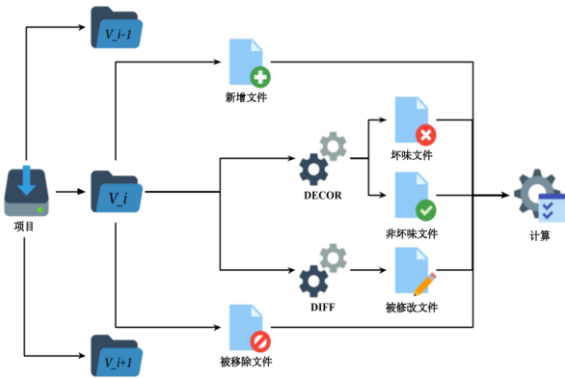 V_i-1
新增文件
坏味文件
DECOR
项目
V_i
非坏味文件
计算
DIFF
被修改文件
V_i+1
被移除文件